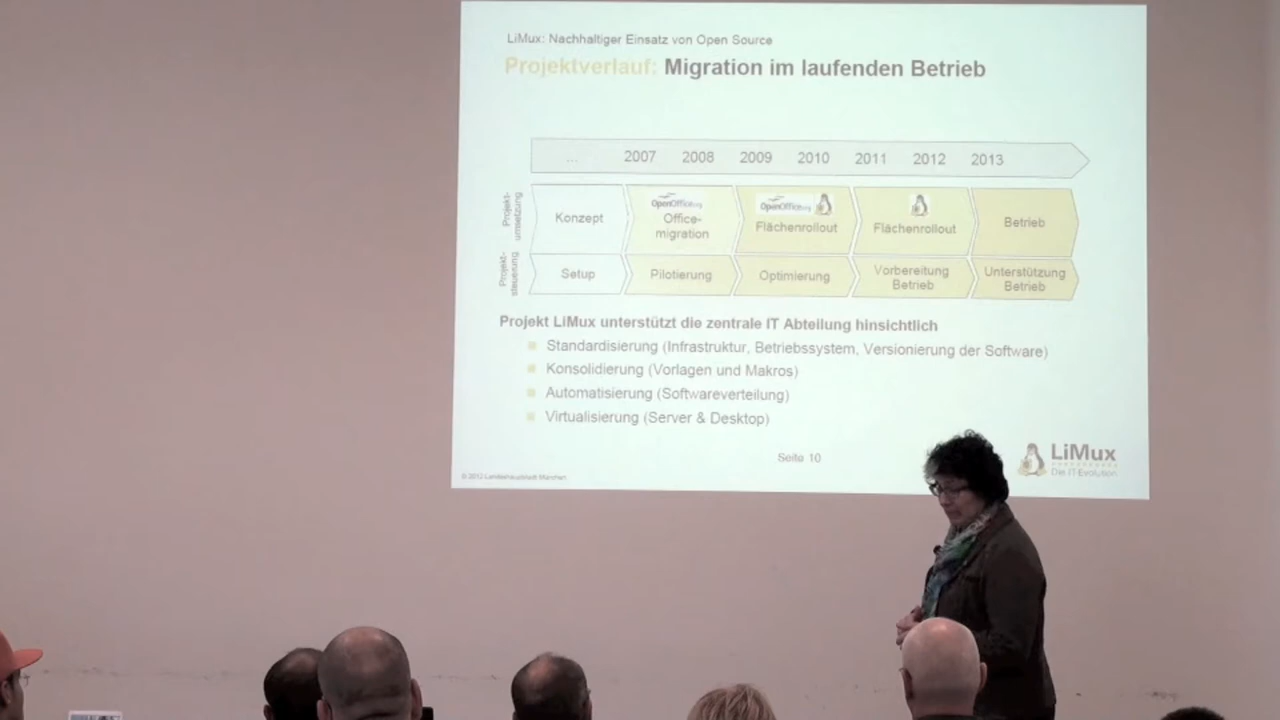 LiMux: Nachhaltiger Einsatz von Open Source
Projektverlauf: Migration im laufenden Betrieb
... 2007 2008 2009 2010 2011 2012 2013
Projekt-
umsetzung
Konzept
OpenOffice.org
Office-
migration
OpenOffice.org
Flächenrollout
Flächenrollout
Betrieb
Projekt-
steuerung
Setup
Pilotierung
Optimierung
Vorbereitung
Betrieb
Unterstützung
Betrieb
Projekt LiMux unterstützt die zentrale IT Abteilung hinsichtlich
Standardisierung (Infrastruktur, Betriebssystem, Versionierung der Software)
Konsolidierung (Vorlagen und Makros)
Automatisierung (Softwareverteilung)
Virtualisierung (Server & Desktop)
Seite 10
LiMux
Die IT-Evolution
© 2012 Landeshauptstadt München